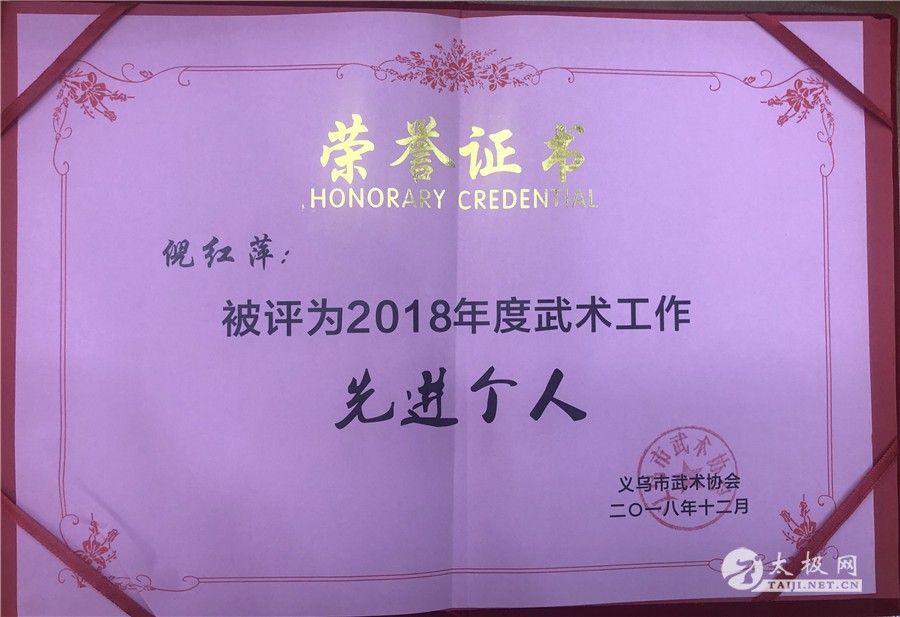 荣誉证书
HONORARY CREDENTIAL
倪红萍:
被评为2018年度武术工作
先进个人
义乌市武术协会
二〇一八年十二月
太极网
TAIJI.NET.CN